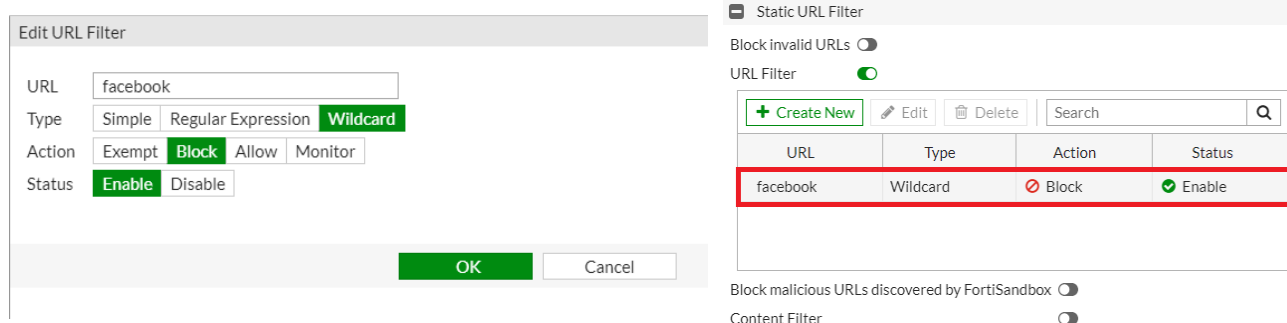 Edit URL Filter
URL facebook
Type Simple Regular Expression Wildcard
Action Exempt Block Allow Monitor
Status Enable Disable
OK Cancel
Static URL Filter
Block invalid URLs
URL Filter
+ Create New Edit Delete Search
URL Type Action Status
facebook Wildcard Block Enable
Block malicious URLs discovered by FortiSandbox
Content Filter